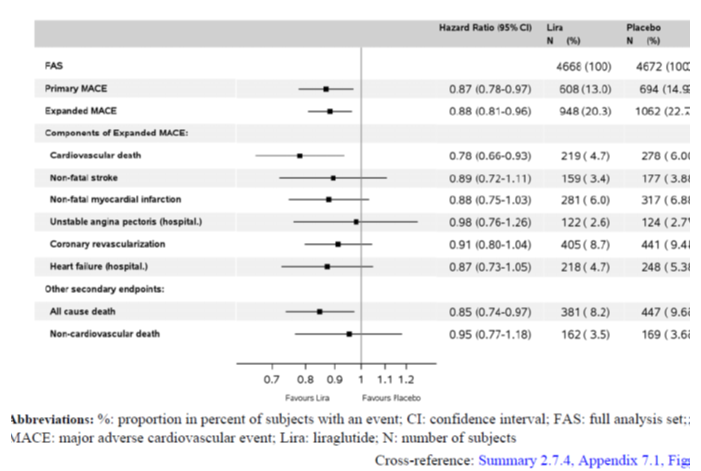 Hazard Ratio (95% CI) Lira Placebo
N (%) N (%)
FAS 4668 (100) 4672 (100
Primary MACE 0.87 (0.78-0.97) 608 (13.0) 694 (14.9
Expanded MACE 0.88 (0.81-0.96) 948 (20.3) 1062 (22.7
Components of Expanded MACE:
Cardiovascular death 0.78 (0.66-0.93) 219 ( 4.7) 278 ( 6.0
Non-fatal stroke 0.89 (0.72-1.11) 159 ( 3.4) 177 ( 3.8
Non-fatal myocardial infarction 0.88 (0.75-1.03) 281 ( 6.0) 317 ( 6.8
Unstable angina pectoris (hospital.) 0.98 (0.76-1.26) 122 ( 2.6) 124 ( 2.7
Coronary revascularization 0.91 (0.80-1.04) 405 ( 8.7) 441 ( 9.4
Heart failure (hospital.) 0.87 (0.73-1.05) 218 ( 4.7) 248 ( 5.3
Other secondary endpoints:
All cause death 0.85 (0.74-0.97) 381 ( 8.2) 447 ( 9.6
Non-cardiovascular death 0.95 (0.77-1.18) 162 ( 3.5) 169 ( 3.6
0.7 0.8 0.9 1 1.1 1.2
Favours Lira Favours Placebo
Abbreviations: %: proportion in percent of subjects with an event; CI: confidence interval; FAS: full analysis set;
MACE: major adverse cardiovascular event; Lira: liraglutide; N: number of subjects
Cross-reference: Summary 2.7.4, Appendix 7.1, Fig